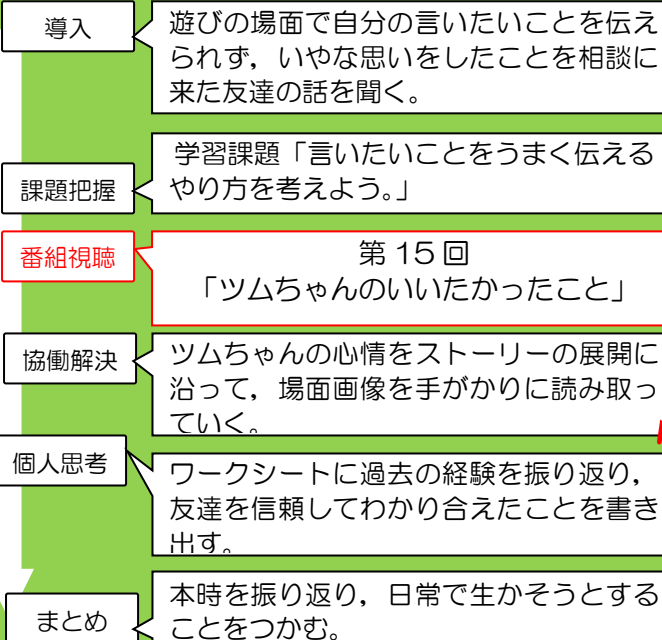 導入
遊びの場面で自分の言いたいことを伝え
られず，いやな思いをしたことを相談に
来た友達の話を聞く。
課題把握
学習課題「言いたいことをうまく伝える
やり方を考えよう。」
番組視聴
第 15 回
「ツムちゃんのいいたかったこと」
協働解決
ツムちゃんの心情をストーリーの展開に
沿って，場面画像を手がかりに読み取っ
ていく。
個人思考
ワークシートに過去の経験を振り返り，
友達を信頼してわかり合えたことを書き
出す。
まとめ
本時を振り返り，日常で生かそうとする
ことをつかむ。